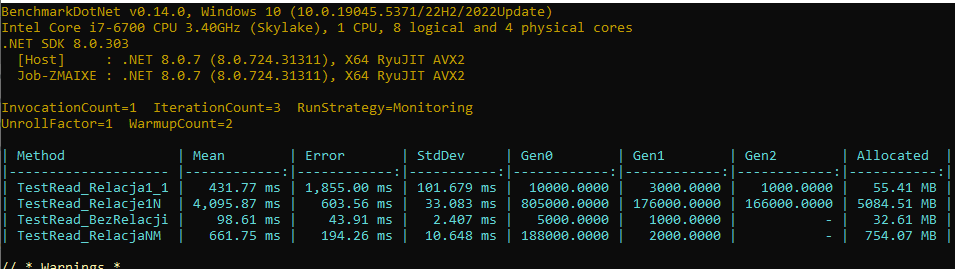 BenchmarkDotNet v0.14.0, Windows 10 (10.0.19045.5371/22H2/2022Update)
Intel Core i7-6700 CPU 3.40GHz (Skylake), 1 CPU, 8 logical and 4 physical cores
.NET SDK 8.0.303
  [Host]     : .NET 8.0.7 (8.0.724.31311), X64 RyuJIT AVX2
  Job-ZMAIXE : .NET 8.0.7 (8.0.724.31311), X64 RyuJIT AVX2
InvocationCount=1  IterationCount=3  RunStrategy=Monitoring
UnrollFactor=1  WarmupCount=2
| Method              | Mean        | Error       | StdDev     | Gen0        | Gen1        | Gen2        | Allocated  |
|-------------------- |------------:|------------:|-----------:|------------:|------------:|------------:|-----------:|
| TestRead_Relacja1_1 |   431.77 ms | 1,855.00 ms | 101.679 ms |  10000.0000 |   3000.0000 |   1000.0000 |   55.41 MB |
| TestRead_Relacje1N  | 4,095.87 ms |   603.56 ms |  33.083 ms | 805000.0000 | 176000.0000 | 166000.0000 | 5084.51 MB |
| TestRead_BezRelacji |    98.61 ms |    43.91 ms |   2.407 ms |   5000.0000 |   1000.0000 |           - |   32.61 MB |
| TestRead_RelacjaNM  |   661.75 ms |   194.26 ms |  10.648 ms | 188000.0000 |   2000.0000 |           - |  754.07 MB |
// * Warnings *